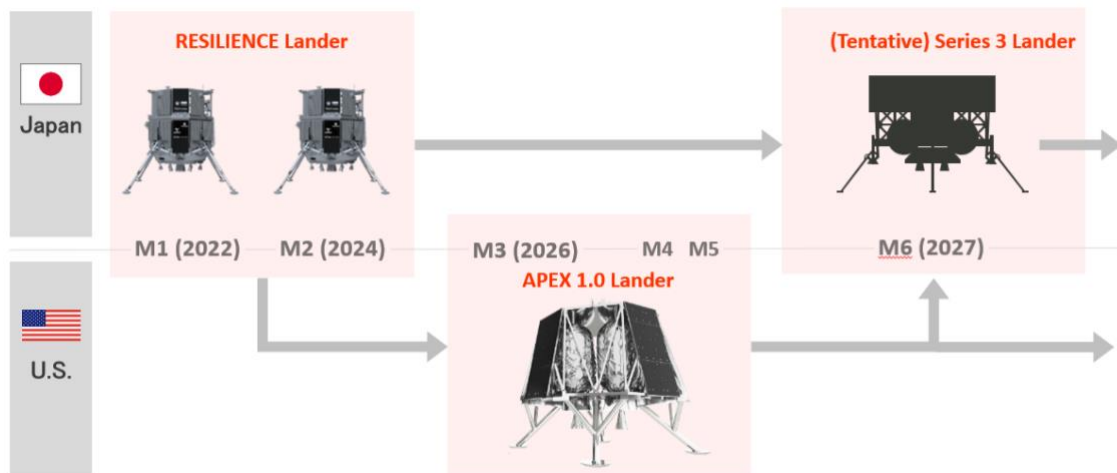 RESILIENCE Lander
(Tentative) Series 3 Lander
Japan
M1 (2022)
M2 (2024)
M3 (2026)
M4
M5
M6 (2027)
APEX 1.0 Lander
U.S.